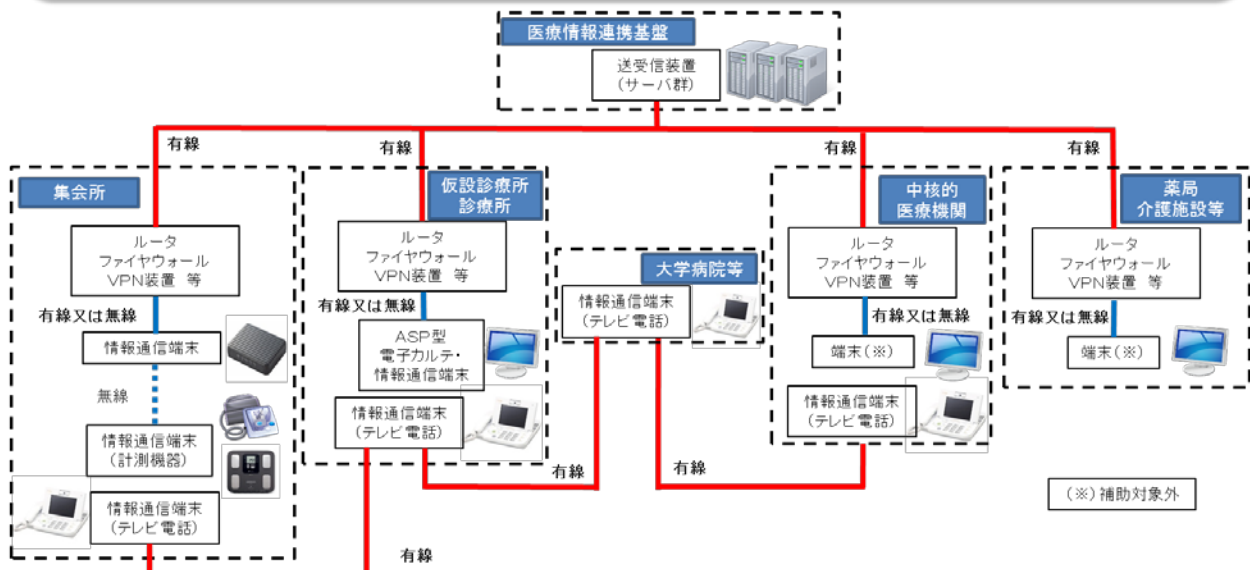 医療情報連携基盤
送受信装置
(サーバ群)
有線
有線
有線
有線
集会所
ルータ
ファイヤウォール
VPN装置 等
有線又は無線
情報通信端末
無線
情報通信端末
(計測機器)
情報通信端末
(テレビ電話)
仮設診療所
診療所
ルータ
ファイヤウォール
VPN装置 等
有線又は無線
ASP型
電子カルテ・
情報通信端末
情報通信端末
(テレビ電話)
有線
大学病院等
情報通信端末
(テレビ電話)
有線
有線
中核的
医療機関
ルータ
ファイヤウォール
VPN装置 等
有線又は無線
端末(※)
情報通信端末
(テレビ電話)
薬局
介護施設等
ルータ
ファイヤウォール
VPN装置 等
有線又は無線
端末(※)
(※)補助対象外